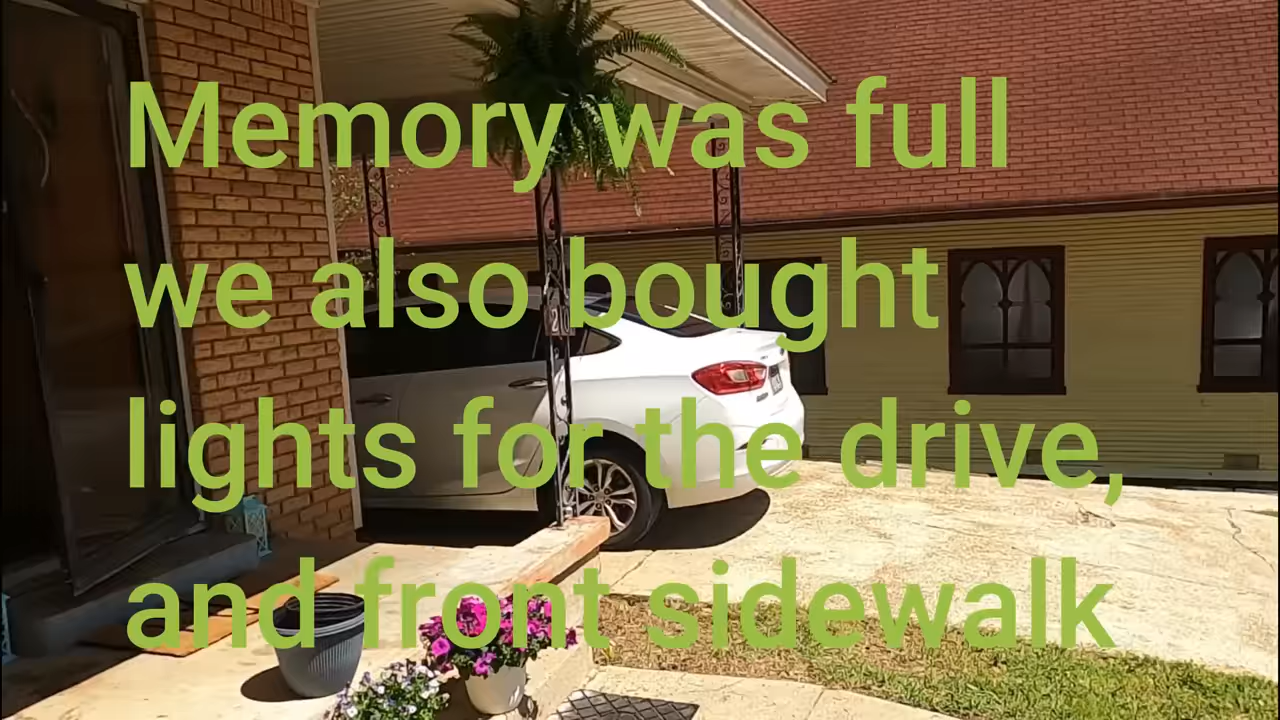 Memory was full
we also bought
lights for the drive,
and front sidewalk